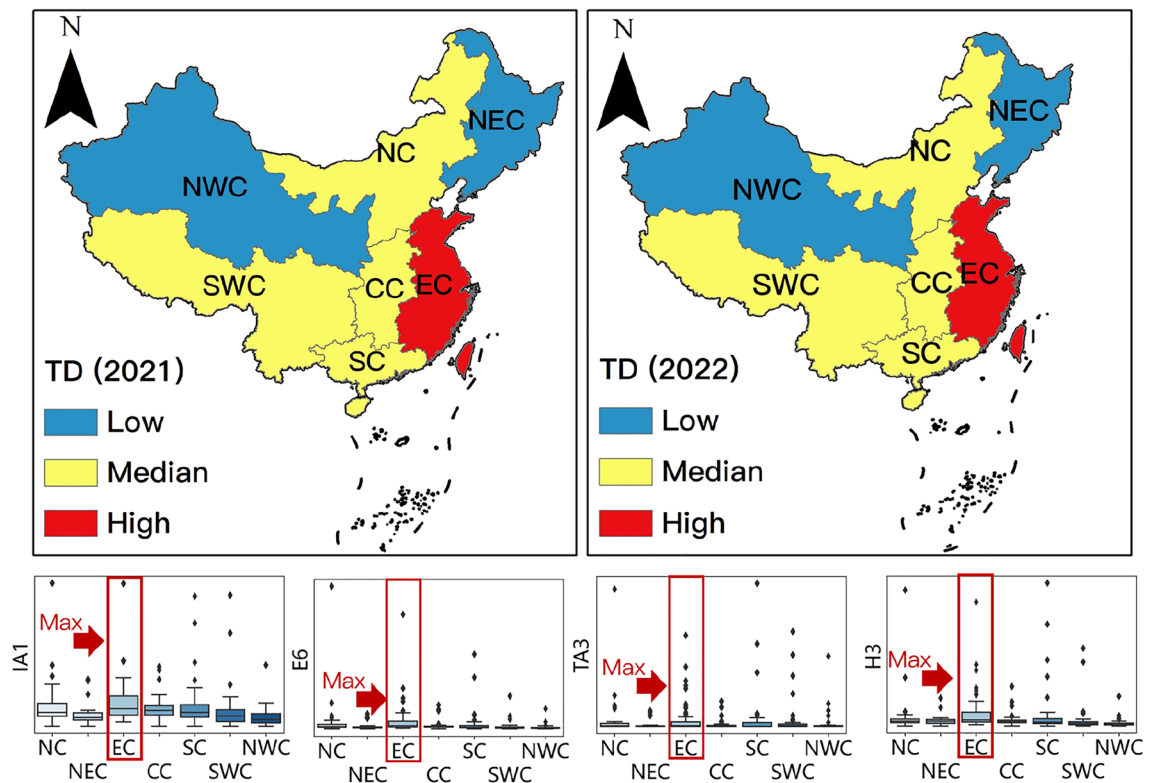 N
NEC
NC
NWC
SWC
CC
EC
SC
TD (2021)
Low
Median
High
N
NEC
NC
NWC
SWC
CC
EC
SC
TD (2022)
Low
Median
High
IA1
Max
NC
EC
SC
NWC
NEC
CC
SWC
E6
Max
NC
EC
SC
NWC
NEC
CC
SWC
TA3
Max
NC
EC
SC
NWC
NEC
CC
SWC
H3
Max
NC
EC
SC
NWC
NEC
CC
SWC